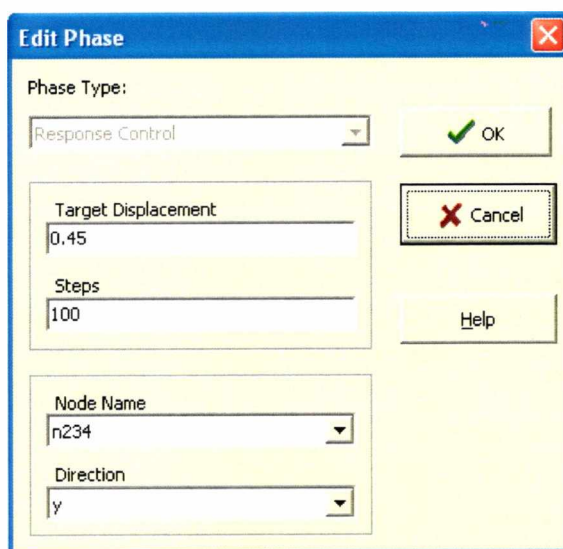 Edit Phase
Phase Type:
Response Control
OK
Target Displacement
0.45
Cancel
Steps
100
Help
Node Name
n234
Direction
y